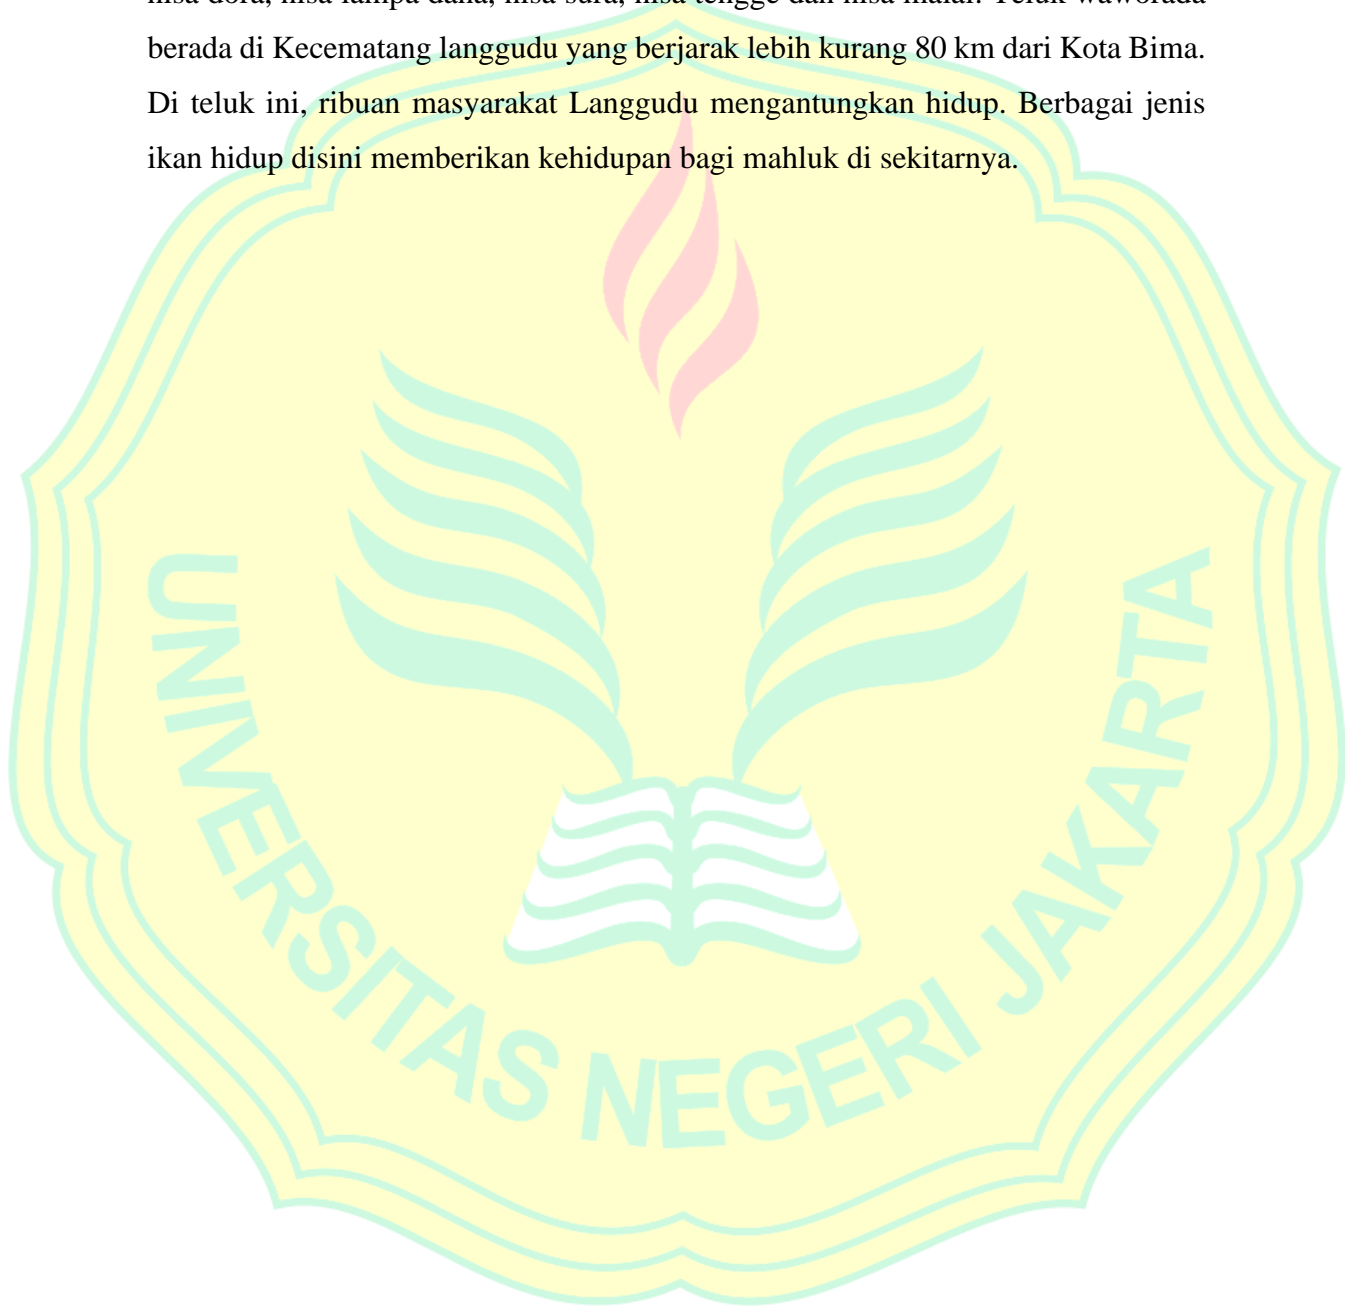 berada di Kecematang langgudu yang berjarak lebih kurang 80 km dari Kota Bima.
Di teluk ini, ribuan masyarakat Langgudu mengantungkan hidup. Berbagai jenis
ikan hidup disini memberikan kehidupan bagi mahluk di sekitarnya.
UNIVERSITAS NEGERI JAKARTA